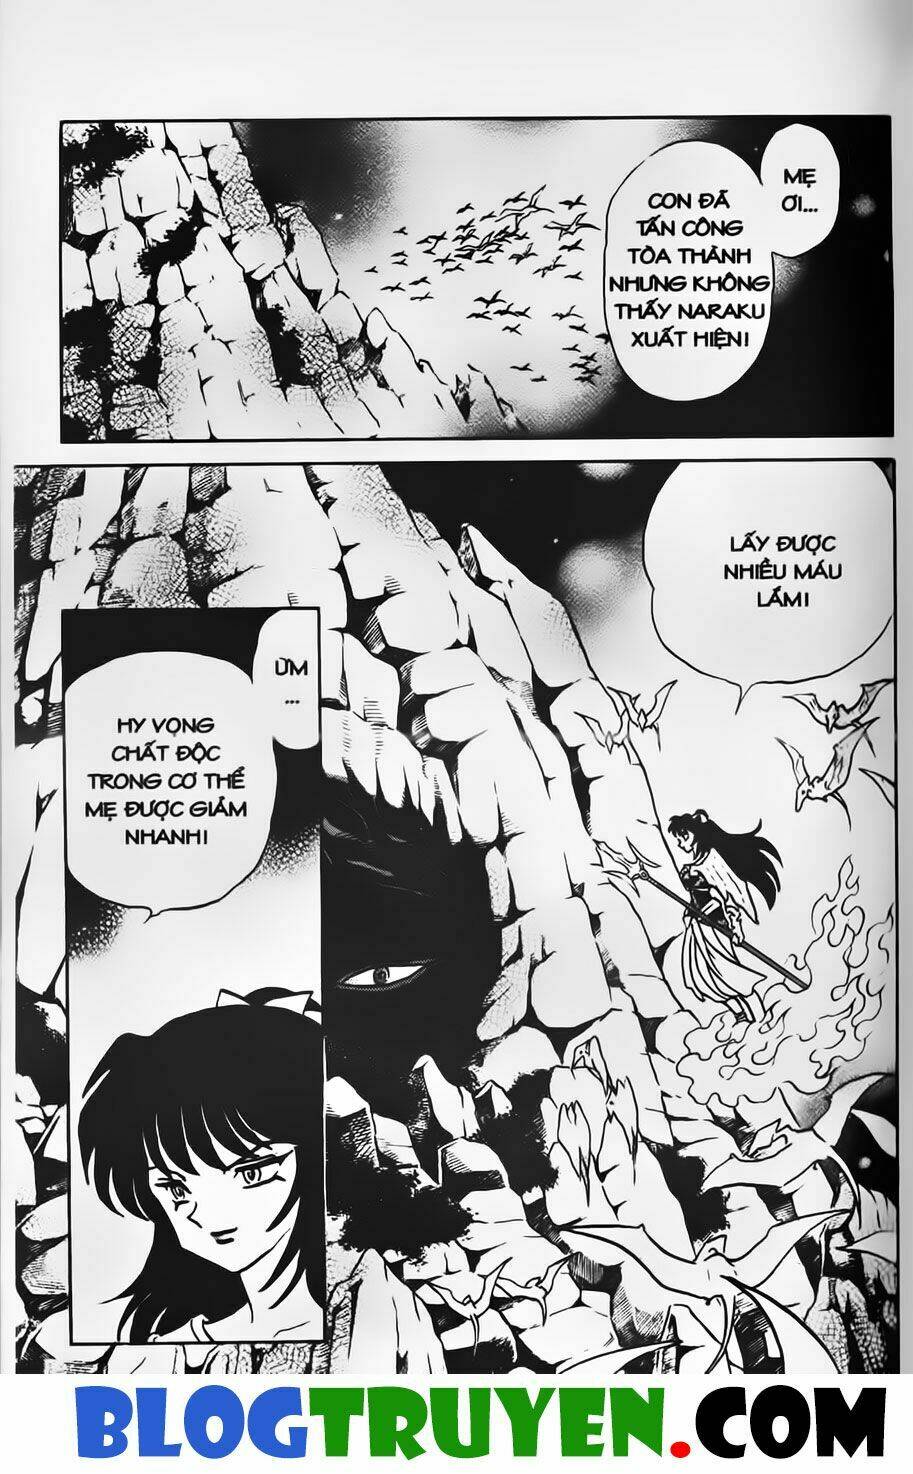 MẸ
ƠI...
CON ĐÃ
TẤN CÔNG
TÒA THÀNH
NHƯNG KHÔNG
THẤY NARAKU
XUẤT HIỆN!
LẤY ĐƯỢC
NHIỀU MÁU
LẮM!
ỪM
...
HY VỌNG
CHẤT ĐỘC
TRONG CƠ THỂ
MẸ ĐƯỢC GIẢM
NHANH!
BLOGTRUYEN.COM